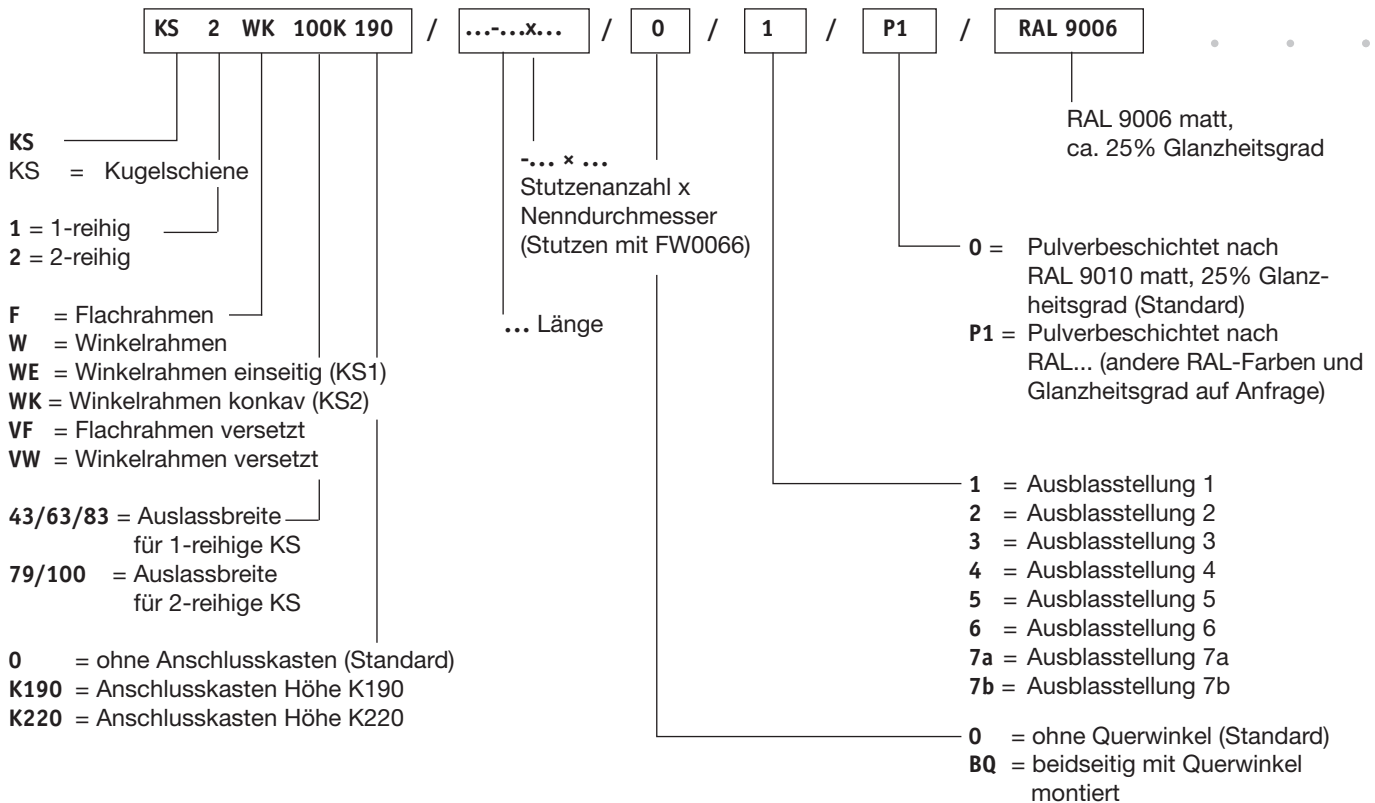 KS 2 WK 100K 190 / ...-...x... / 0 / 1 / P1 / RAL 9006
RAL 9006 matt,
ca. 25% Glanzheitsgrad
KS
KS = Kugelschiene
1 = 1-reihig
2 = 2-reihig
F = Flachrahmen
W = Winkelrahmen
WE = Winkelrahmen einseitig (KS1)
WK = Winkelrahmen konkav (KS2)
VF = Flachrahmen versetzt
VW = Winkelrahmen versetzt
43/63/83 = Auslassbreite
für 1-reihige KS
79/100 = Auslassbreite
für 2-reihige KS
0 = ohne Anschlusskasten (Standard)
K190 = Anschlusskasten Höhe K190
K220 = Anschlusskasten Höhe K220
-... × ...
Stutzenanzahl x
Nenndurchmesser
(Stutzen mit FW0066)
... Länge
0 = Pulverbeschichtet nach
RAL 9010 matt, 25% Glanz-
heitsgrad (Standard)
P1 = Pulverbeschichtet nach
RAL... (andere RAL-Farben und
Glanzheitsgrad auf Anfrage)
1 = Ausblasstellung 1
2 = Ausblasstellung 2
3 = Ausblasstellung 3
4 = Ausblasstellung 4
5 = Ausblasstellung 5
6 = Ausblasstellung 6
7a = Ausblasstellung 7a
7b = Ausblasstellung 7b
0 = ohne Querwinkel (Standard)
BQ = beidseitig mit Querwinkel
montiert